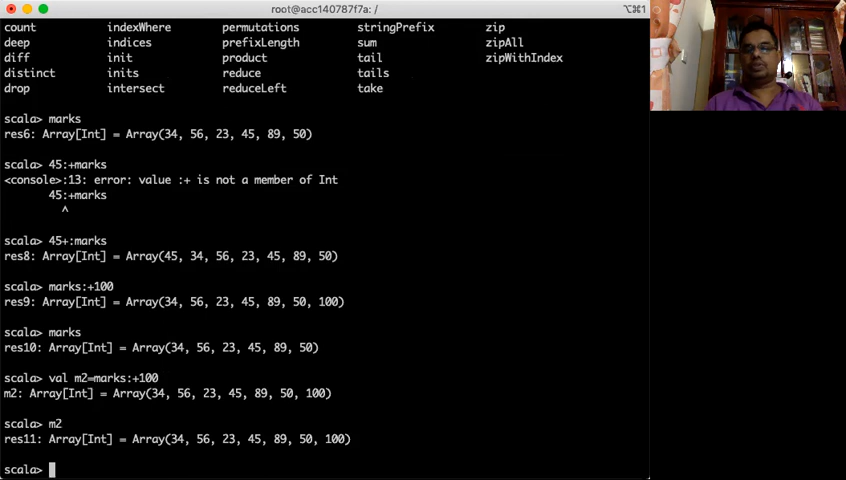 root@acc140787f7a: /
⌥⌘1
count indexWhere permutations stringPrefix zip
deep indices prefixLength sum zipAll
diff init product tail zipWithIndex
distinct inits reduce tails
drop intersect reduceLeft take
scala> marks
res6: Array[Int] = Array(34, 56, 23, 45, 89, 50)
scala> 45:+marks
<console>:13: error: value :+ is not a member of Int
45:+marks
^
scala> 45+:marks
res8: Array[Int] = Array(45, 34, 56, 23, 45, 89, 50)
scala> marks:+100
res9: Array[Int] = Array(34, 56, 23, 45, 89, 50, 100)
scala> marks
res10: Array[Int] = Array(34, 56, 23, 45, 89, 50)
scala> val m2=marks:+100
m2: Array[Int] = Array(34, 56, 23, 45, 89, 50, 100)
scala> m2
res11: Array[Int] = Array(34, 56, 23, 45, 89, 50, 100)
scala>